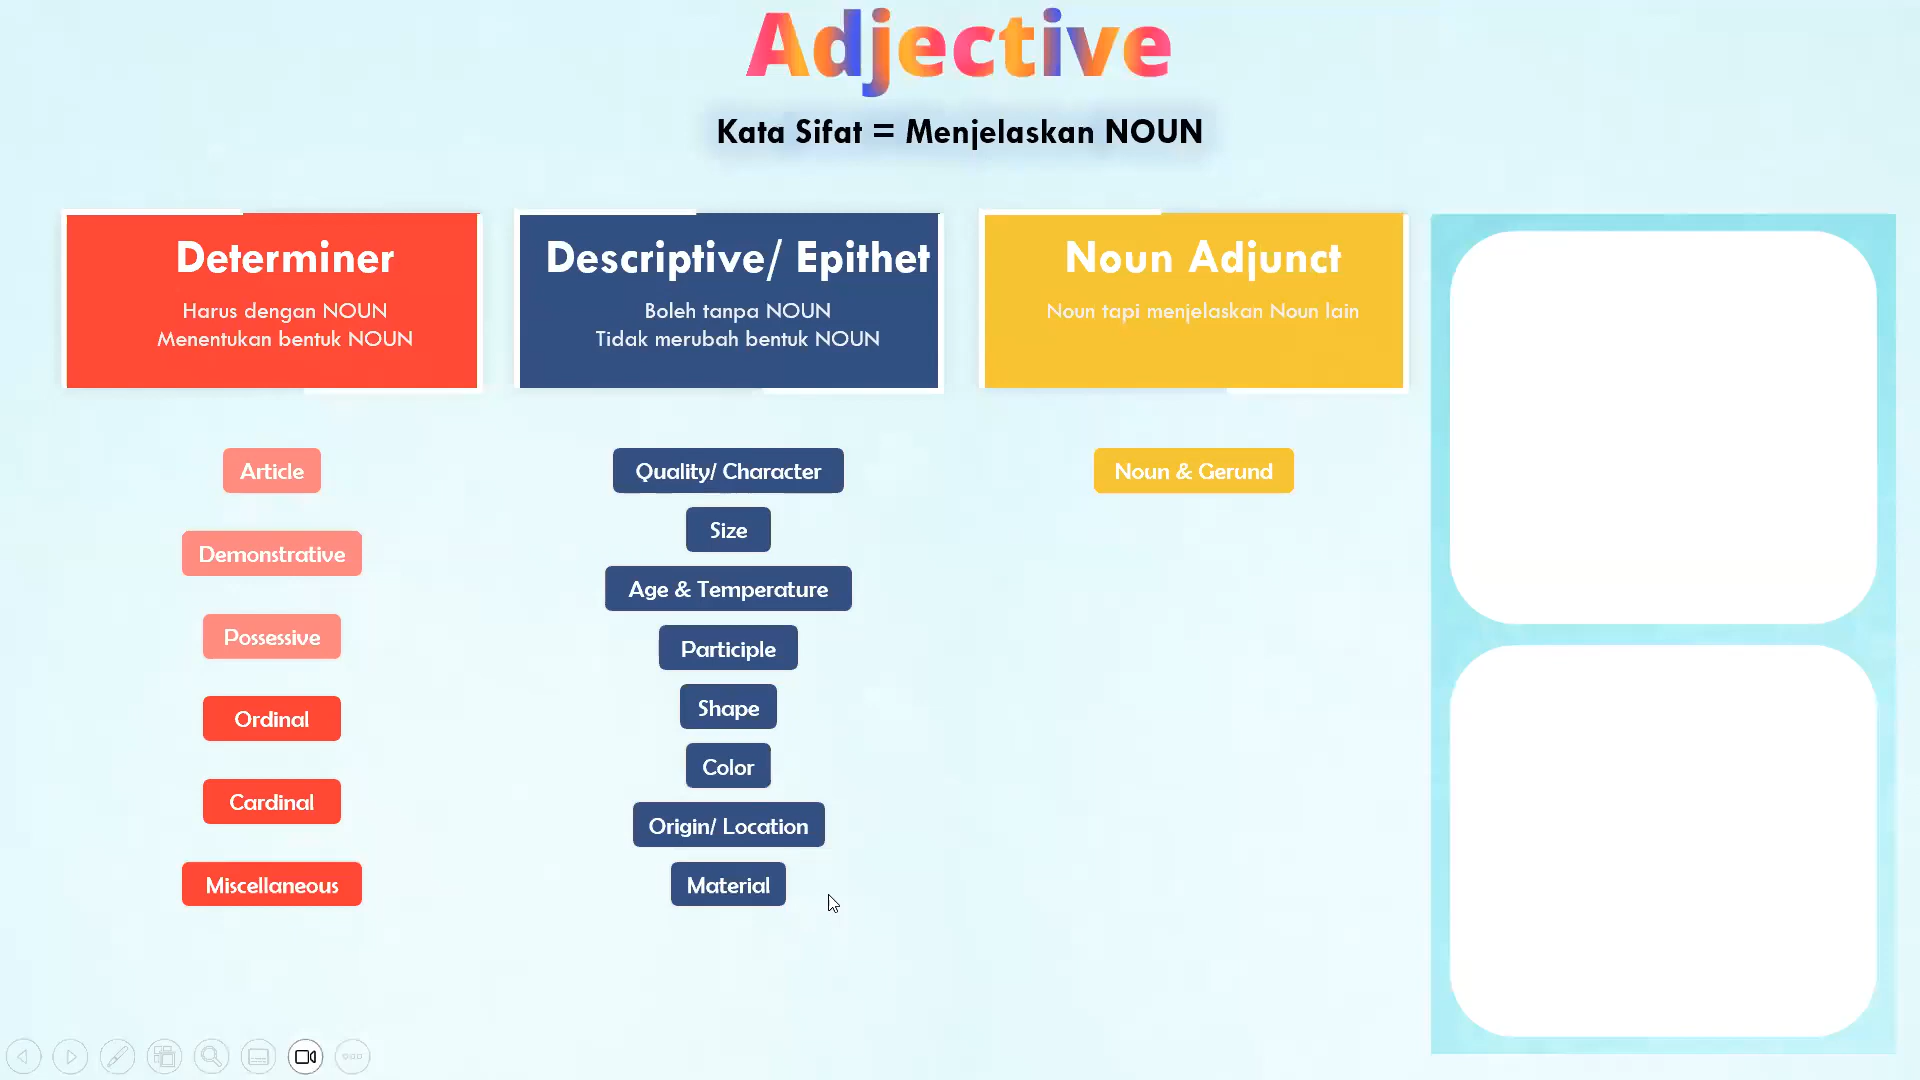 Adjective
Kata Sifat = Menjelaskan NOUN
Determiner
Harus dengan NOUN
Menentukan bentuk NOUN
Article
Demonstrative
Possessive
Ordinal
Cardinal
Miscellaneous
Descriptive/ Epithet
Boleh tanpa NOUN
Tidak merubah bentuk NOUN
Quality/ Character
Size
Age & Temperature
Participle
Shape
Color
Origin/ Location
Material
Noun Adjunct
Noun tapi menjelaskan Noun lain
Noun & Gerund